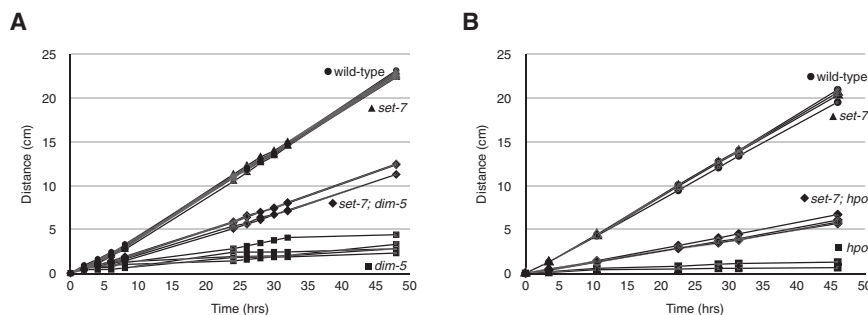 A
25
20
15
10
5
0
Distance (cm)
0 5 10 15 20 25 30 35 40 45 50
Time (hrs)
wild-type
set-7
set-7; dim-5
dim-5
B
25
20
15
10
5
0
Distance (cm)
0 5 10 15 20 25 30 35 40 45 50
Time (hrs)
wild-type
set-7
set-7; hpo
hpo